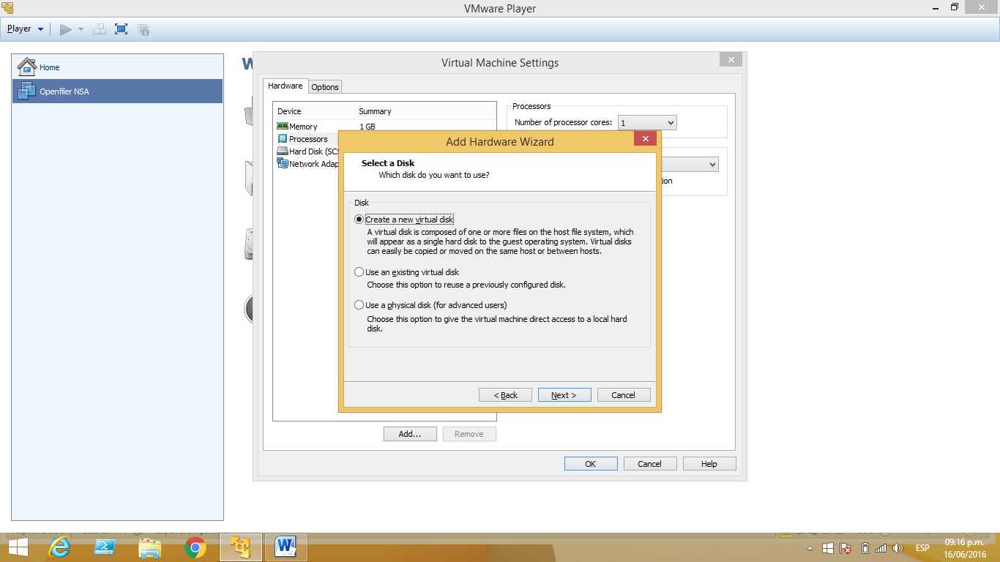 VMware Player
Player
Home
Openfiler NSA
W
Virtual Machine Settings
Hardware
Options
Device
Summary
Memory
1 GB
Processors
Hard Disk (SCS
Network Adap
Processors
Number of processor cores:
1
ion
Add Hardware Wizard
Select a Disk
Which disk do you want to use?
Disk
Create a new virtual disk
A virtual disk is composed of one or more files on the host file system, which
will appear as a single hard disk to the guest operating system. Virtual disks
can easily be copied or moved on the same host or between hosts.
Use an existing virtual disk
Choose this option to reuse a previously configured disk.
Use a physical disk (for advanced users)
Choose this option to give the virtual machine direct access to a local hard
disk.
< Back
Next >
Cancel
Add...
Remove
OK
Cancel
Help
ESP
09:16 p.m.
16/06/2016